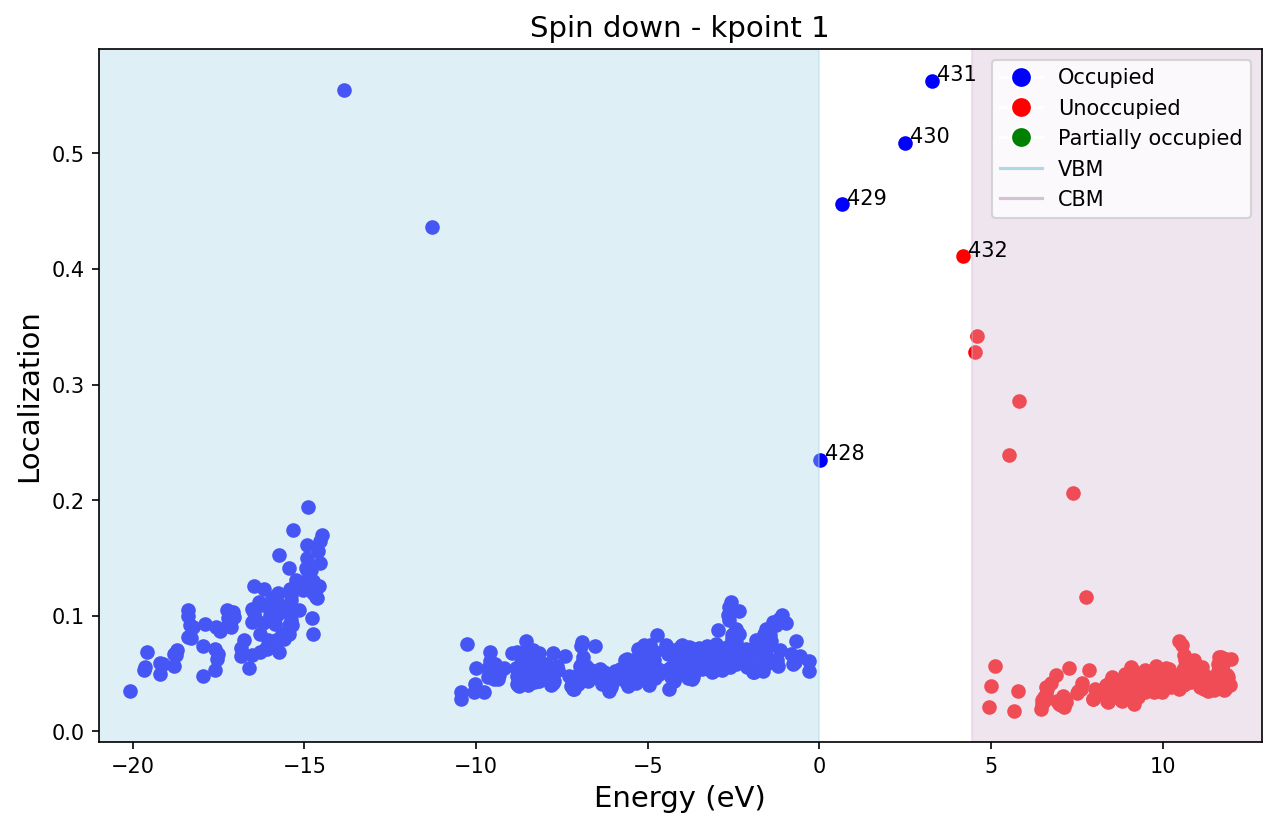 Spin down - kpoint 1
431
430
429
432
428
Occupied
Unoccupied
Partially occupied
VBM
CBM
Localization
0.5
0.4
0.3
0.2
0.1
0.0
−20
−15
−10
−5
0
5
10
Energy (eV)